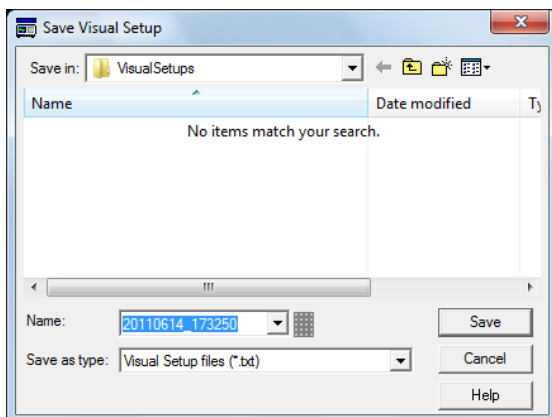 Save Visual Setup
Save in: VisualSetups
Name Date modified Ty
No items match your search.
Name: 20110614_173250 Save
Save as type: Visual Setup files (*.txt) Cancel
Help